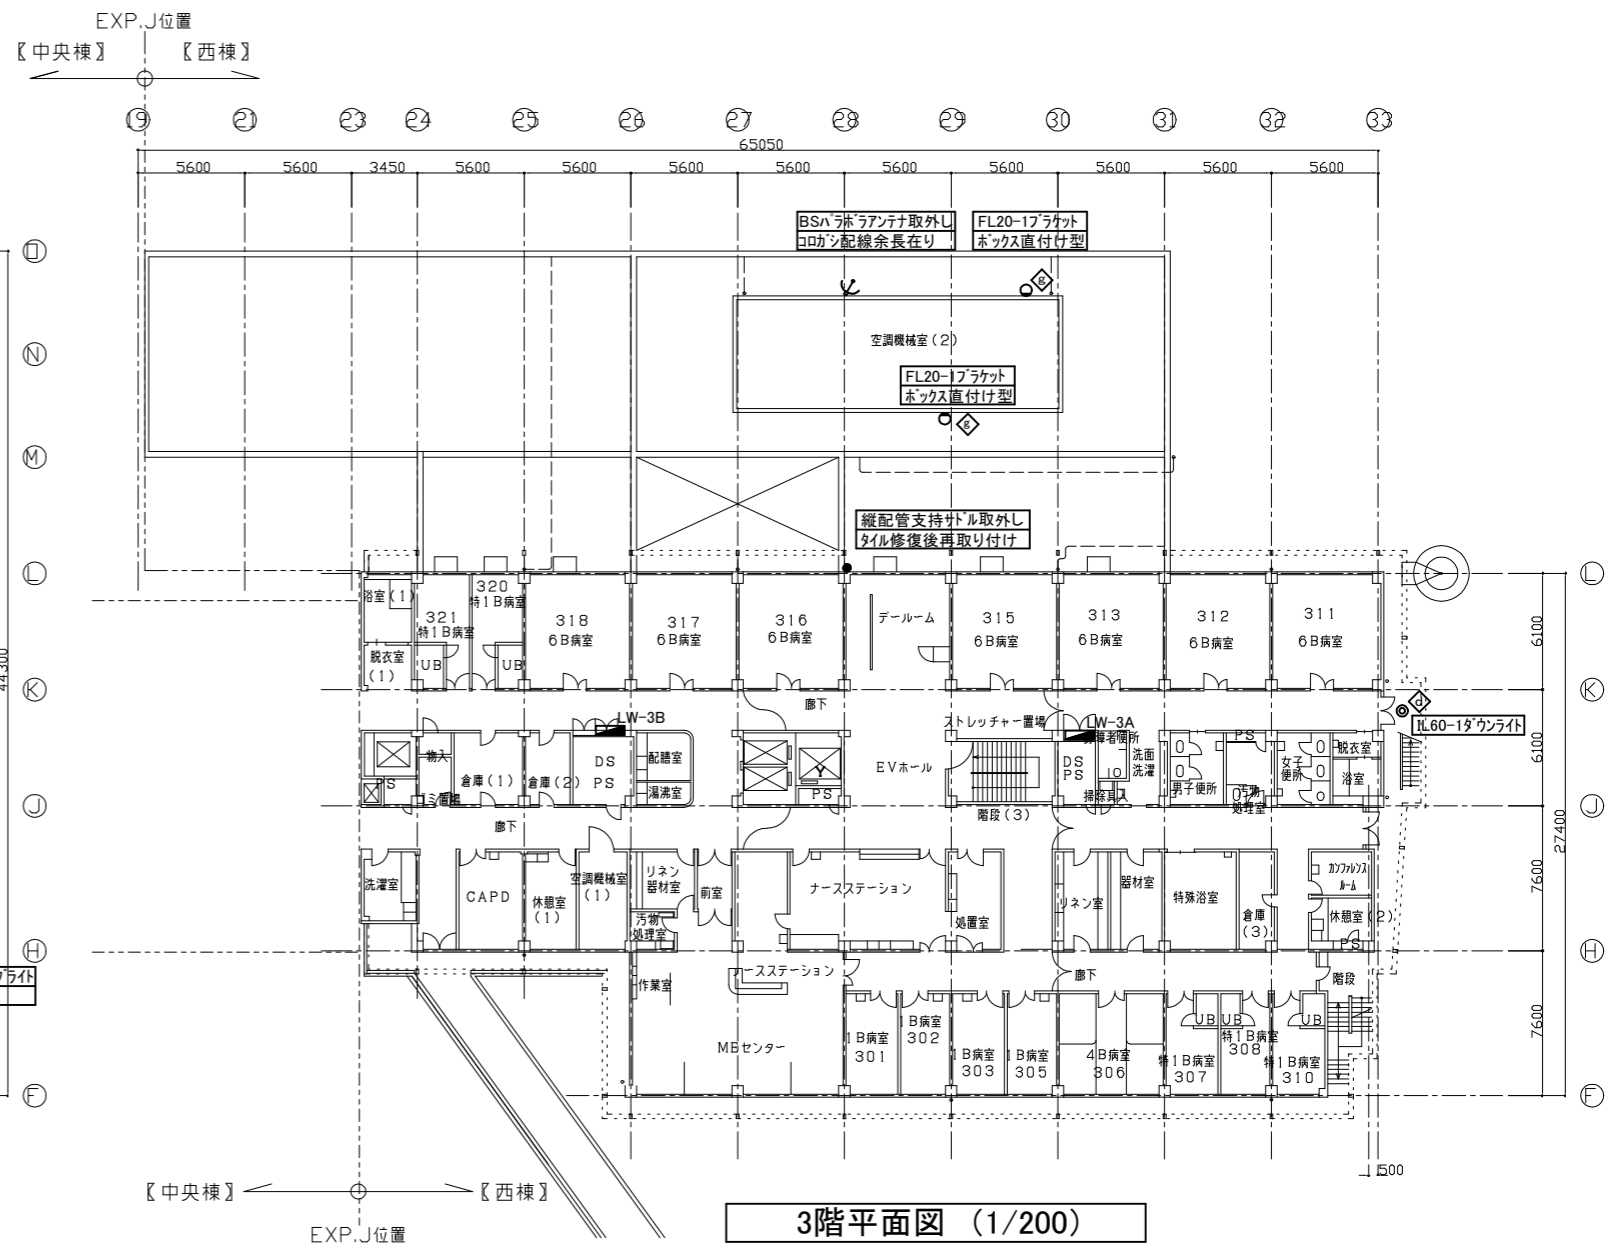 EXP.J位置
〖中央棟〗 〖西棟〗
19 21 23 24 25 26 27 28 29 30 31 32 33
65050
5600 5600 3450 5600 5600 5600 5600 5600 5600 5600 5600 5600
BSパラボラアンテナ取外し
コロガシ配線余長在り
FL20-1ブラケット
ボックス直付け型
O
g
N
空調機械室(2)
FL20-1ブラケット
ボックス直付け型
g
M
縦配管支持サドル取外し
タイル修復後再取り付け
L L
浴室(1)
脱衣室
(1)
321
特1B病室
UB
320
特1B病室
UB
318
6B病室
317
6B病室
316
6B病室
デールーム
315
6B病室
313
6B病室
312
6B病室
311
6B病室
6100
44300
K K
廊下
LW-3B
ストレッチャー置場
LW-3A
d
IL60-1ダウンライト
PS
物入
ゴミ置場
倉庫(1)
倉庫(2)
DS
PS
配膳室
湯沸室
PS
EVホール
階段(3)
DS
PS
障害者便所
洗面
洗濯
掃除具入
男子便所
PS
汚物
処理室
女子
便所
脱衣室
浴室
6100
J J
27400
廊下
洗濯室
CAPD
休憩室
(1)
空調機械室
(1)
リネン
器材室
汚物
処理室
前室
ナースステーション
処置室
リネン室
器材室
特殊浴室
倉庫
(3)
カンファレンス
ルーム
休憩室(2)
PS
7600
H H
作業室
ナースステーション
MEセンター
廊下
階段
1B病室
301
1B病室
302
1B病室
303
1B病室
305
4B病室
306
UB
特1B病室
307
UB
特1B病室
308
UB
特1B病室
310
7600
F F
1500
〖中央棟〗 〖西棟〗
EXP.J位置
3階平面図 (1/200)